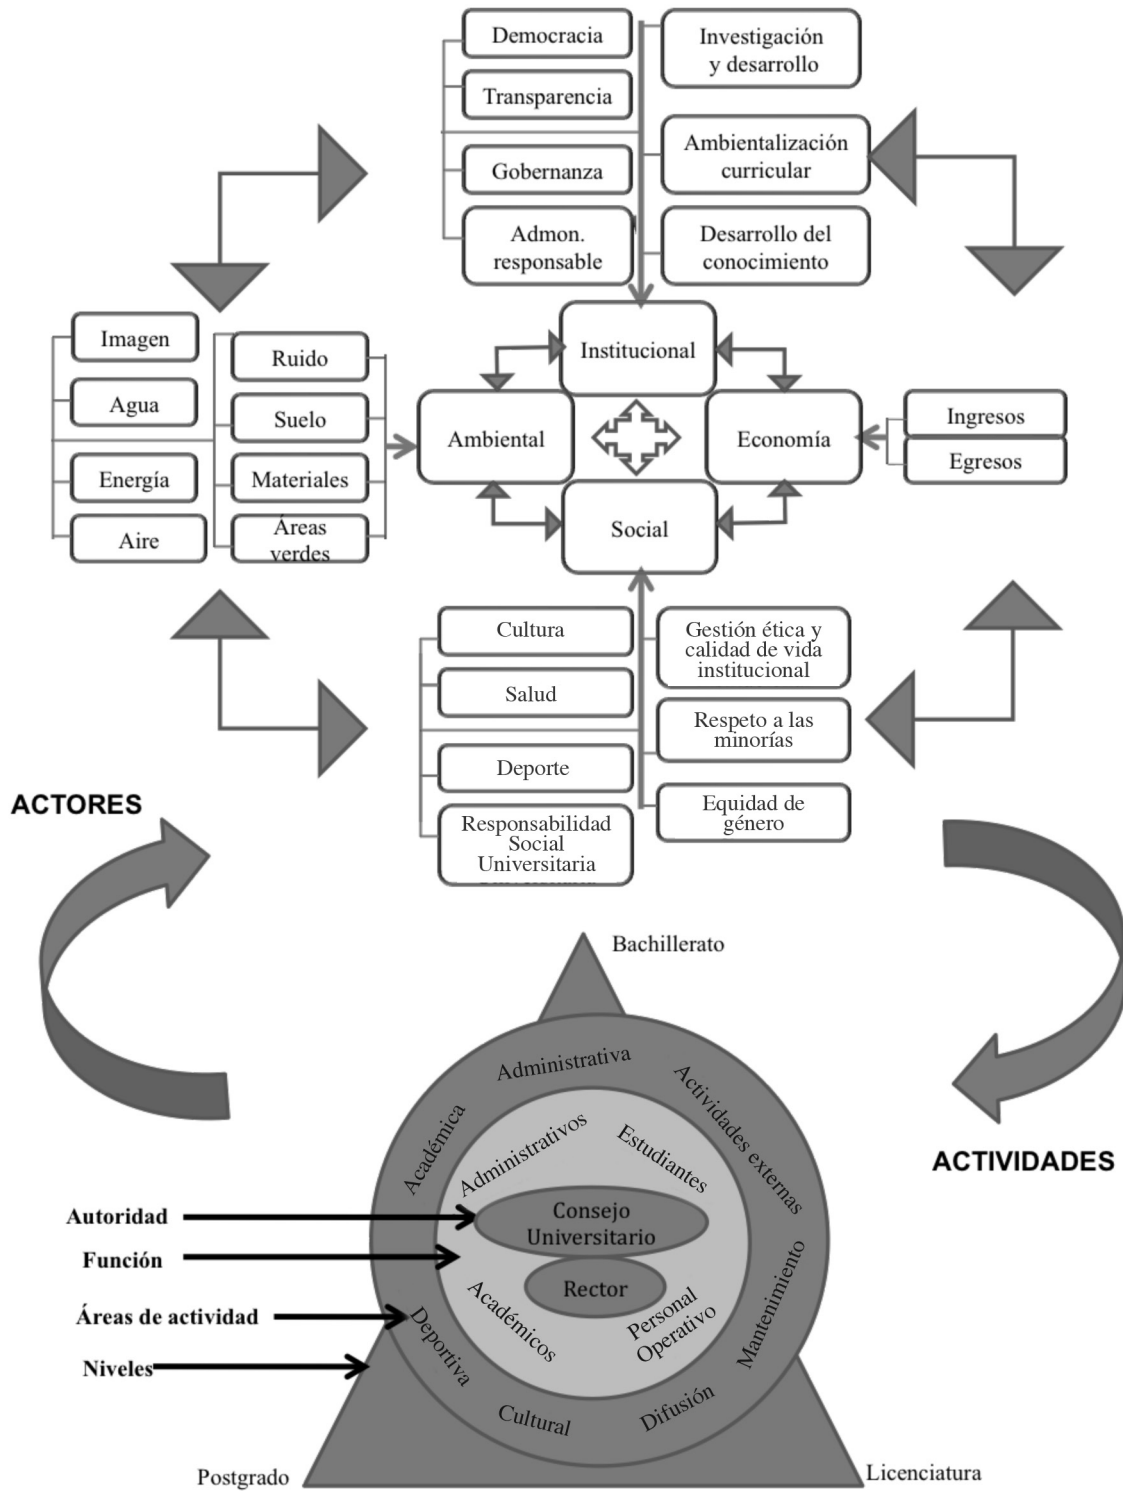 Democracia
Transparencia
Gobernanza
Admon.
responsable
Investigación
y desarrollo
Ambientalización
curricular
Desarrollo del
conocimiento
Imagen
Agua
Energía
Aire
Ruido
Suelo
Materiales
Áreas
verdes
Institucional
Ambiental
Economía
Social
Ingresos
Egresos
Cultura
Salud
Deporte
Responsabilidad
Social
Universitaria
Gestión ética y
calidad de vida
institucional
Respeto a las
minorías
Equidad de
género
ACTORES
ACTIVIDADES
Bachillerato
Administrativa
Actividades externas
Académica
Administrativos
Estudiantes
Consejo
Universitario
Rector
Académicos
Personal
Operativo
Mantenimiento
Deportiva
Cultural
Difusión
Autoridad
Función
Áreas de actividad
Niveles
Postgrado
Licenciatura